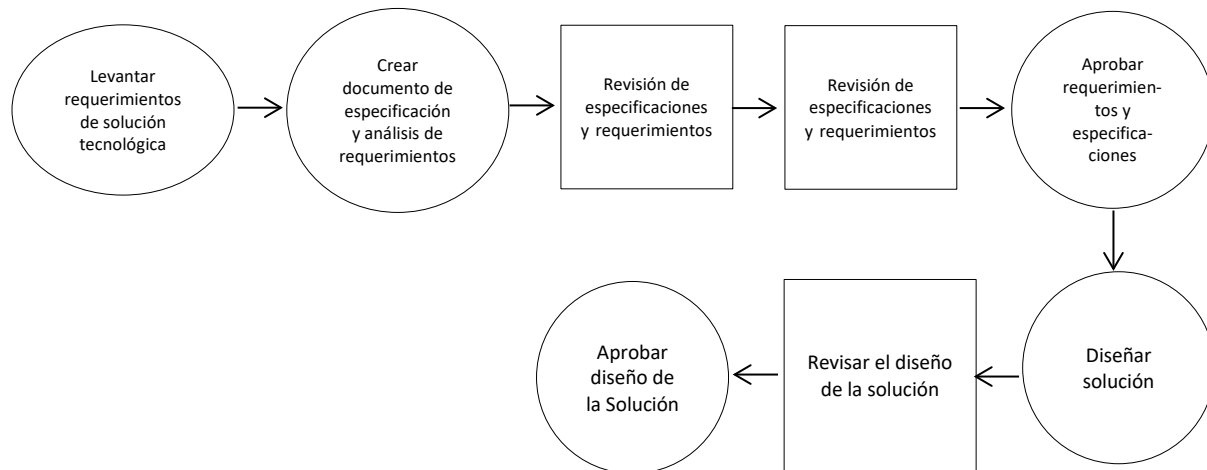 Levantar
requerimientos
de solución
tecnológica
Crear
documento de
especificación
y análisis de
requerimientos
Revisión de
especificaciones
y requerimientos
Revisión de
especificaciones
y requerimientos
Aprobar
requerimien-
tos y
especifica-
ciones
Aprobar
diseño de
la Solución
Revisar el diseño
de la solución
Diseñar
solución